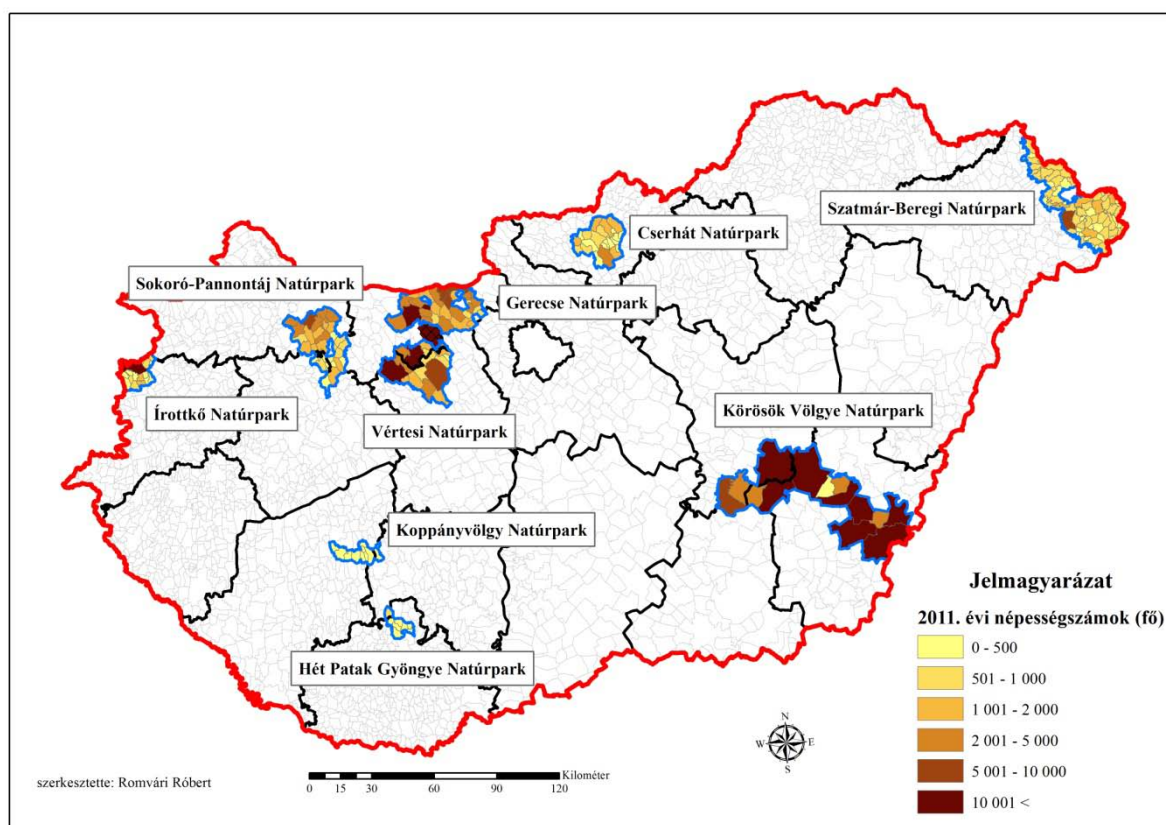 Szatmár-Beregi Natúrpark
Cserhát Natúrpark
Sokoró-Pannontáj Natúrpark
Gerecse Natúrpark
Írottkő Natúrpark
Vértesi Natúrpark
Körösök Völgye Natúrpark
Koppányvölgy Natúrpark
Hét Patak Gyöngye Natúrpark
Jelmagyarázat
2011. évi népességszámok (fő)
0 - 500
501 - 1 000
1 001 - 2 000
2 001 - 5 000
5 001 - 10 000
10 001 <
N
W E
S
szerkesztette: Romvári Róbert
Kilométer
0 15 30 60 90 120